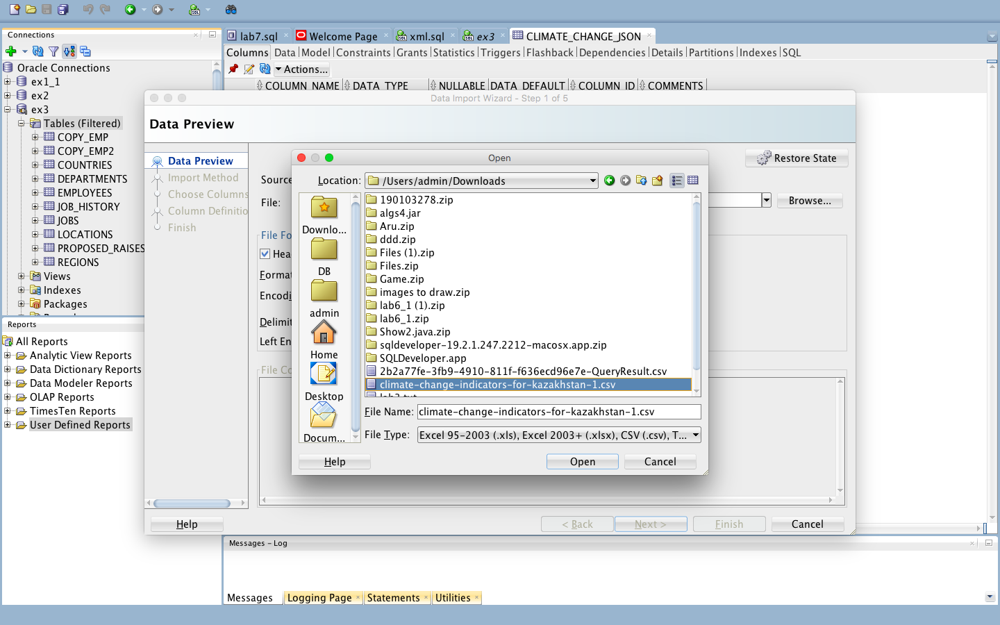 Connections
lab7.sql
Welcome Page
xml.sql
ex3
CLIMATE_CHANGE_JSON
Columns Data Model Constraints Grants Statistics Triggers Flashback Dependencies Details Partitions Indexes SQL
Actions...
COLUMN_NAME DATA_TYPE NULLABLE DATA_DEFAULT COLUMN_ID COMMENTS
Oracle Connections
ex1_1
ex2
ex3
Tables (Filtered)
COPY_EMP
COPY_EMP2
COUNTRIES
DEPARTMENTS
EMPLOYEES
JOB_HISTORY
JOBS
LOCATIONS
PROPOSED_RAISES
REGIONS
Views
Indexes
Packages
Reports
All Reports
Analytic View Reports
Data Dictionary Reports
Data Modeler Reports
OLAP Reports
TimesTen Reports
User Defined Reports
Data Import Wizard - Step 1 of 5
Data Preview
Data Preview
Import Method
Choose Columns
Column Definitio
Finish
Restore State
Source
File:
Browse...
File Fo
Hea
Format
Encodi
Delimit
Left En
File Co
Open
Location: /Users/admin/Downloads
Downlo...
DB
admin
Home
Desktop
Docum...
190103278.zip
algs4.jar
Aru.zip
ddd.zip
Files (1).zip
Files.zip
Game.zip
images to draw.zip
lab6_1 (1).zip
lab6_1.zip
Show2.java.zip
sqldeveloper-19.2.1.247.2212-macosx.app.zip
SQLDeveloper.app
2b2a77fe-3fb9-4910-811f-f636ecd96e7e-QueryResult.csv
climate-change-indicators-for-kazakhstan-1.csv
File Name: climate-change-indicators-for-kazakhstan-1.csv
File Type: Excel 95-2003 (.xls), Excel 2003+ (.xlsx), CSV (.csv), T...
Help Open Cancel
Help < Back Next > Finish Cancel
Messages - Log
Messages Logging Page Statements Utilities